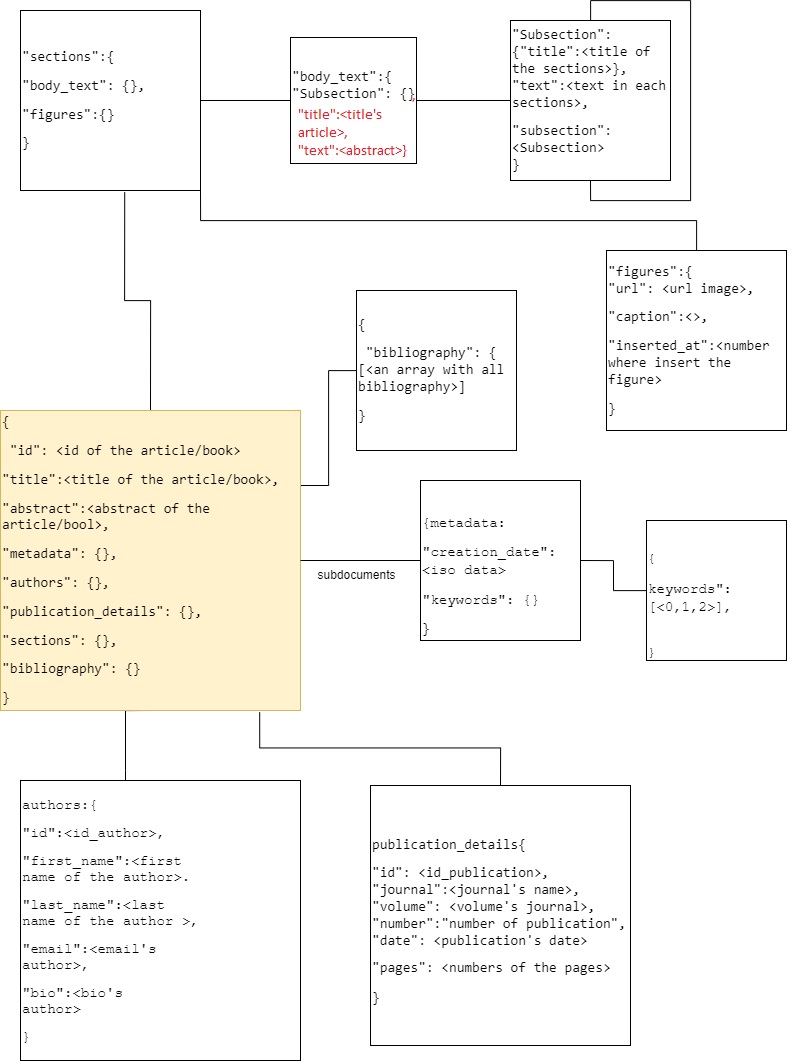 "sections":{
"body_text": {},
"figures":{}
}
"body_text":{
"Subsection": {},
"title":<title's
article>,
"text":<abstract>}
"Subsection":
{"title":<title of
the sections>},
"text":<text in each
sections>,
"subsection":
<Subsection>
}
"figures":{
"url": <url image>,
"caption":<>,
"inserted_at":<number
where insert the
figure>
}
{
"bibliography": {
[<an array with all
bibliography>]
}
{
"id": <id of the article/book>
"title":<title of the article/book>,
"abstract":<abstract of the
article/bool>,
"metadata": {},
"authors": {},
"publication_details": {},
"sections": {},
"bibliography": {}
}
subdocuments
{metadata:
"creation_date":
<iso data>
"keywords": {}
}
{
keywords":
[<0,1,2>],
}
authors:{
"id":<id_author>,
"first_name":<first
name of the author>.
"last_name":<last
name of the author >,
"email":<email's
author>,
"bio":<bio's
author>
}
publication_details{
"id": <id_publication>,
"journal":<journal's name>,
"volume": <volume's journal>,
"number":"number of publication",
"date": <publication's date>
"pages": <numbers of the pages>
}